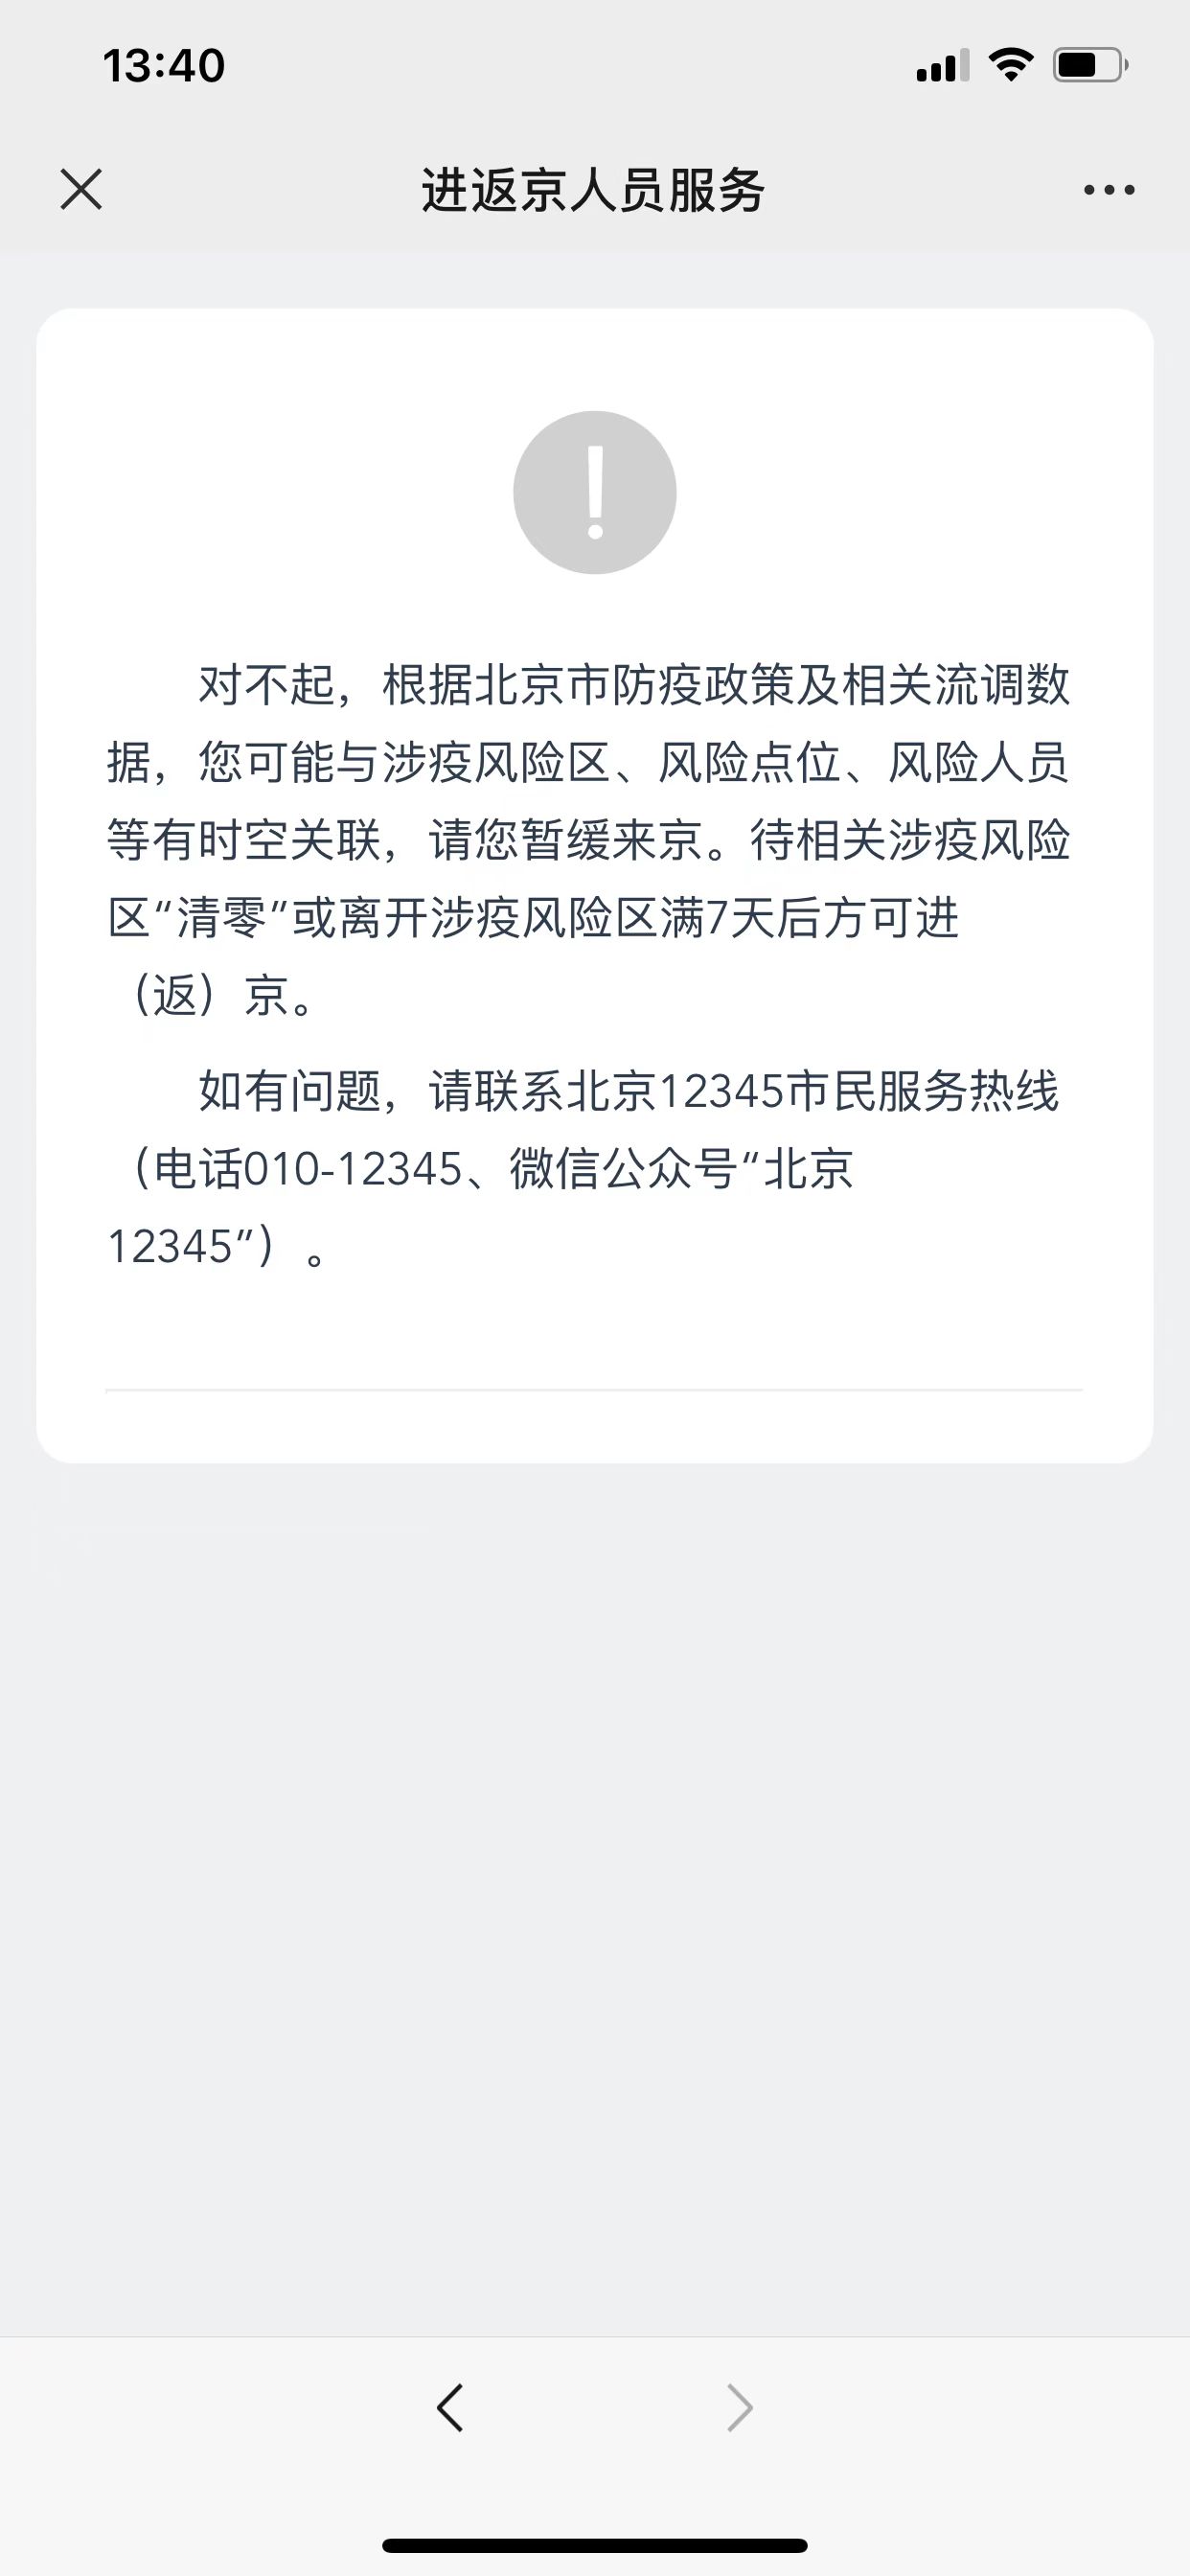 13:40
进返京人员服务
对不起，根据北京市防疫政策及相关流调数
据，您可能与涉疫风险区、风险点位、风险人员
等有时空关联，请您暂缓来京。待相关涉疫风险
区“清零”或离开涉疫风险区满7天后方可进
（返）京。
如有问题，请联系北京12345市民服务热线
（电话010-12345、微信公众号“北京
12345”）。